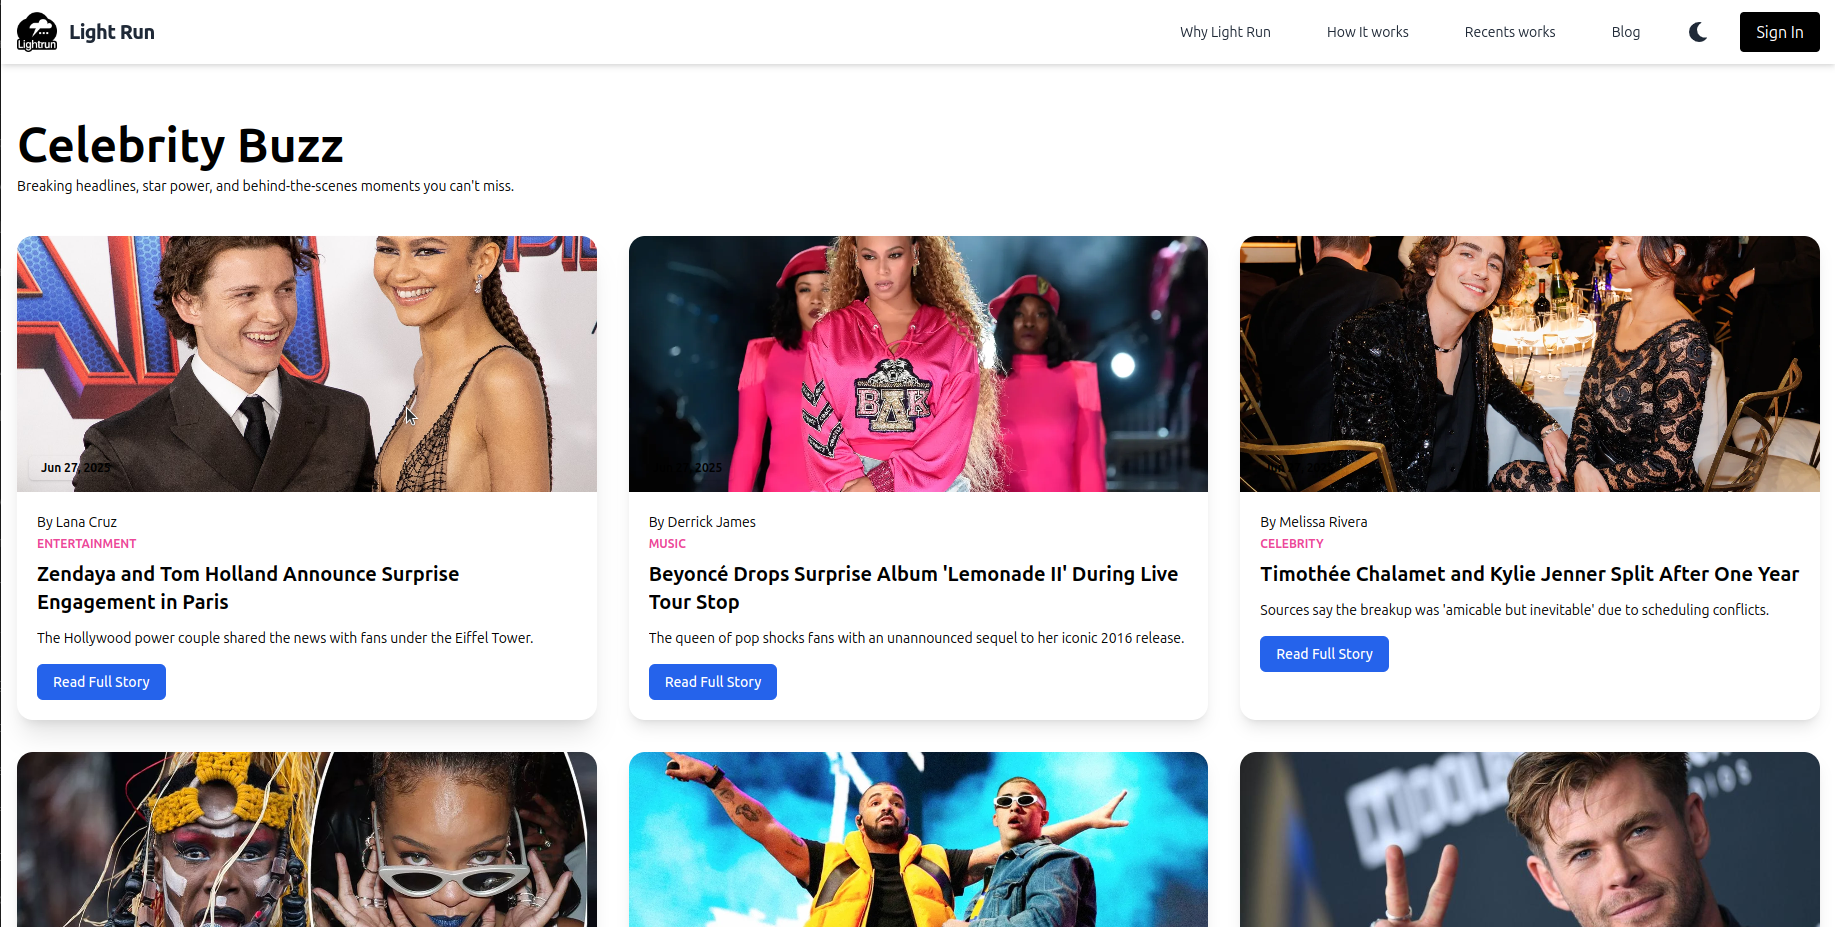 Lightrun
Light Run
Why Light Run
How It works
Recents works
Blog
Sign In
Celebrity Buzz
Breaking headlines, star power, and behind-the-scenes moments you can't miss.
Jun 27, 2025
2025
BAK
By Lana Cruz
ENTERTAINMENT
Zendaya and Tom Holland Announce Surprise
Engagement in Paris
The Hollywood power couple shared the news with fans under the Eiffel Tower.
Read Full Story
By Derrick James
MUSIC
Beyoncé Drops Surprise Album 'Lemonade II' During Live
Tour Stop
The queen of pop shocks fans with an unannounced sequel to her iconic 2016 release.
Read Full Story
By Melissa Rivera
CELEBRITY
Timothée Chalamet and Kylie Jenner Split After One Year
Sources say the breakup was 'amicable but inevitable' due to scheduling conflicts.
Read Full Story